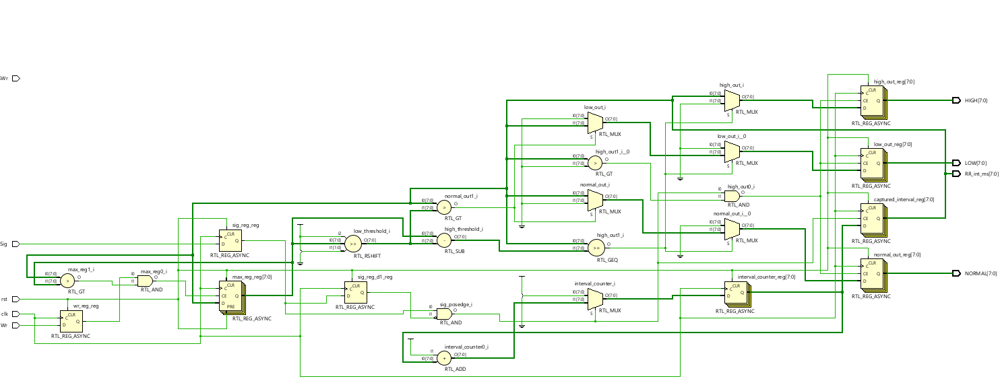 Wr
Sig
rst
clk
Wr
max_reg1_i
I0[7:0]
I1[7:0]
>
O
RTL_GT
wr_reg_reg
CLR
C
D
Q
RTL_REG_ASYNC
max_reg0_i
I0
I1
O
RTL_AND
sig_reg_reg
CLR
C
D
Q
RTL_REG_ASYNC
max_reg_reg[7:0]
CLR
C
CE
D
Q
PRE
RTL_REG_ASYNC
low_threshold_i
I2
I0[7:0]
I1[1:0]
>>
O[7:0]
RTL_RSHIFT
sig_reg_d1_reg
CLR
C
D
Q
RTL_REG_ASYNC
normal_out1_i
I0[7:0]
I1[7:0]
>
O
RTL_GT
high_threshold_i
I0[7:0]
I1[7:0]
-
O[7:0]
RTL_SUB
sig_posedge_i
I0
I1
O
RTL_AND
interval_counter0_i
I1
I0[7:0]
+
O[7:0]
RTL_ADD
low_out_i
I0[7:0]
I1[7:0]
S
O[7:0]
RTL_MUX
high_out1_i__0
I0[7:0]
I1[7:0]
>
O
RTL_GT
normal_out_i
I0[7:0]
I1[7:0]
S
O[7:0]
RTL_MUX
high_out1_i
I0[7:0]
I1[7:0]
>=
O
RTL_GEQ
interval_counter_i
I0[7:0]
I1[7:0]
S
O[7:0]
RTL_MUX
high_out_i
I0[7:0]
I1[7:0]
S
O[7:0]
RTL_MUX
low_out_i__0
I0[7:0]
I1[7:0]
S
O[7:0]
RTL_MUX
high_out0_i
I0
I1
O
RTL_AND
normal_out_i__0
I0[7:0]
I1[7:0]
S
O[7:0]
RTL_MUX
interval_counter_reg[7:0]
CLR
C
D
Q
RTL_REG_ASYNC
high_out_reg[7:0]
CLR
C
CE
D
Q
RTL_REG_ASYNC
low_out_reg[7:0]
CLR
C
CE
D
Q
RTL_REG_ASYNC
captured_interval_reg[7:0]
CLR
C
CE
D
Q
RTL_REG_ASYNC
normal_out_reg[7:0]
CLR
C
CE
D
Q
RTL_REG_ASYNC
HIGH[7:0]
LOW[7:0]
RR_int_ms[7:0]
NORMAL[7:0]